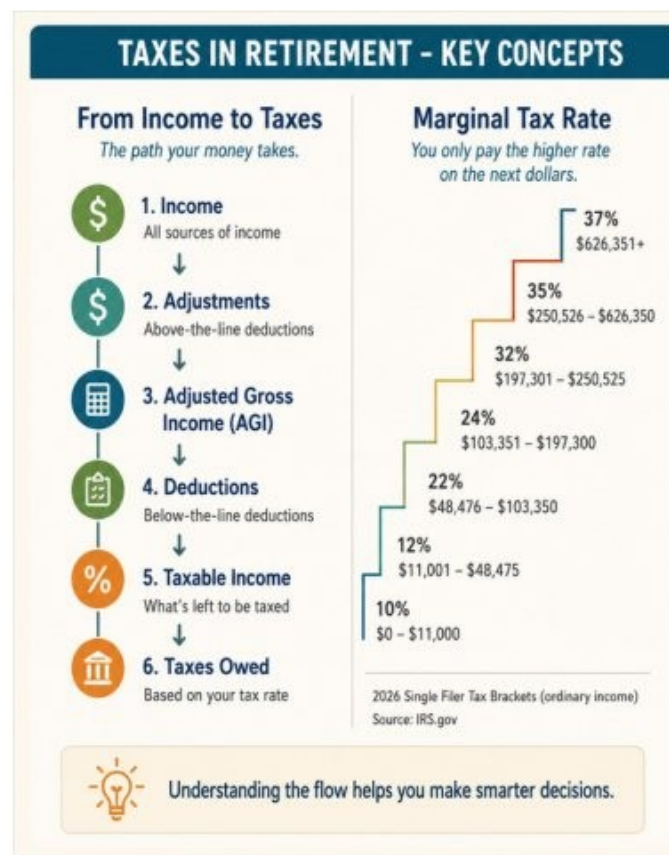 TAXES IN RETIREMENT - KEY CONCEPTS
From Income to Taxes
The path your money takes.
$
1. Income
All sources of income
$
2. Adjustments
Above-the-line deductions
3. Adjusted Gross
Income (AGI)
4. Deductions
Below-the-line deductions
%
5. Taxable Income
What's left to be taxed
6. Taxes Owed
Based on your tax rate
Marginal Tax Rate
You only pay the higher rate
on the next dollars.
37%
$626,351+
35%
$250,526 – $626,350
32%
$197,301 – $250,525
24%
$103,351 – $197,300
22%
$48,476 – $103,350
12%
$11,001 – $48,475
10%
$0 – $11,000
2026 Single Filer Tax Brackets (ordinary income)
Source: IRS.gov
Understanding the flow helps you make smarter decisions.